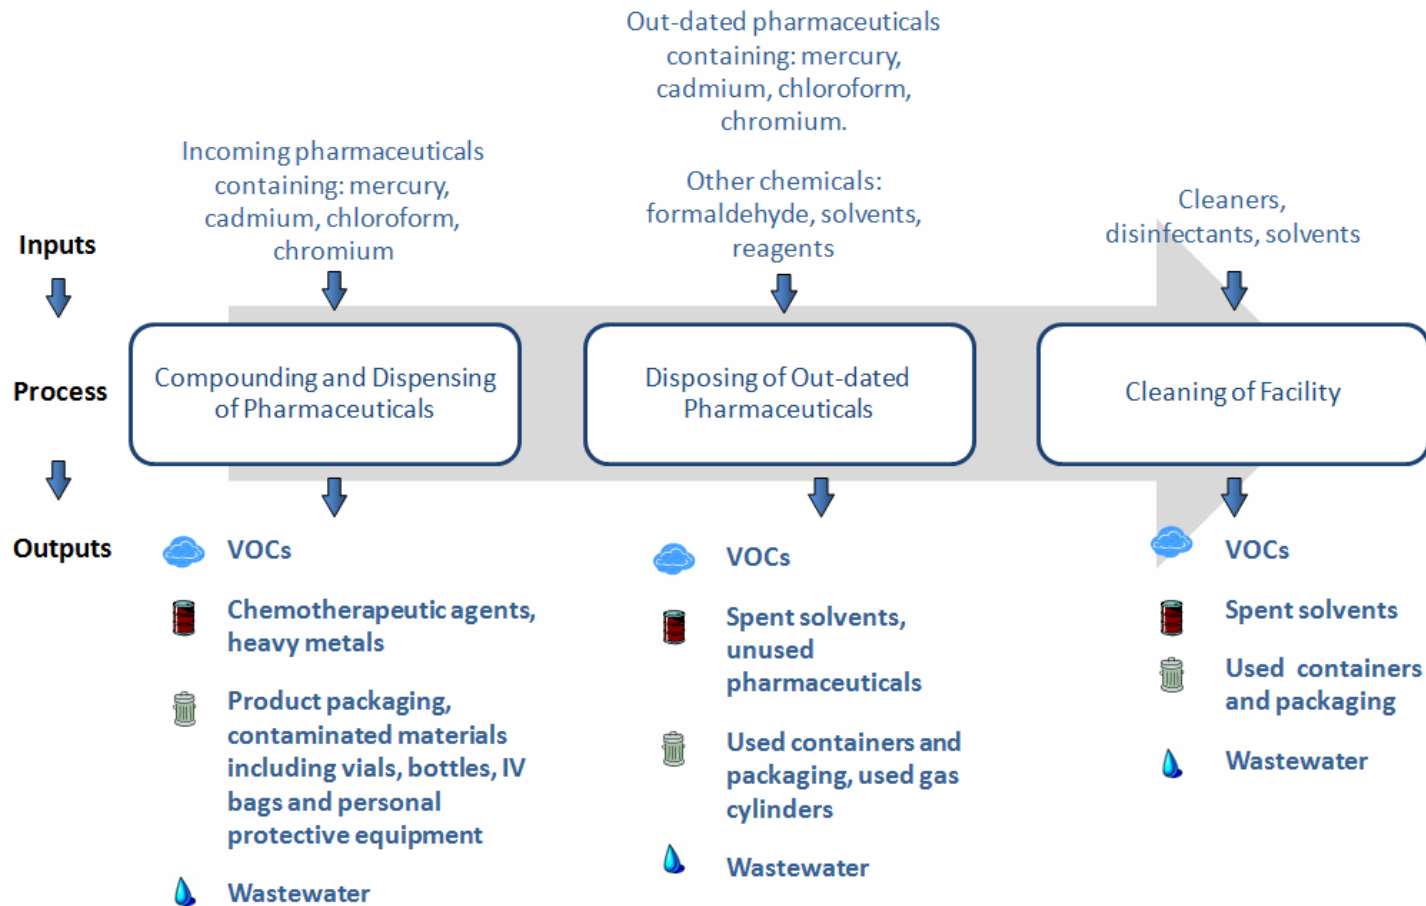 Inputs
Process
Outputs
Incoming pharmaceuticals
containing: mercury,
cadmium, chloroform,
chromium
Compounding and Dispensing
of Pharmaceuticals
VOCs
Chemotherapeutic agents,
heavy metals
Product packaging,
contaminated materials
including vials, bottles, IV
bags and personal
protective equipment
Wastewater
Out-dated pharmaceuticals
containing: mercury,
cadmium, chloroform,
chromium.
Other chemicals:
formaldehyde, solvents,
reagents
Disposing of Out-dated
Pharmaceuticals
VOCs
Spent solvents,
unused
pharmaceuticals
Used containers and
packaging, used gas
cylinders
Wastewater
Cleaners,
disinfectants, solvents
Cleaning of Facility
VOCs
Spent solvents
Used containers
and packaging
Wastewater